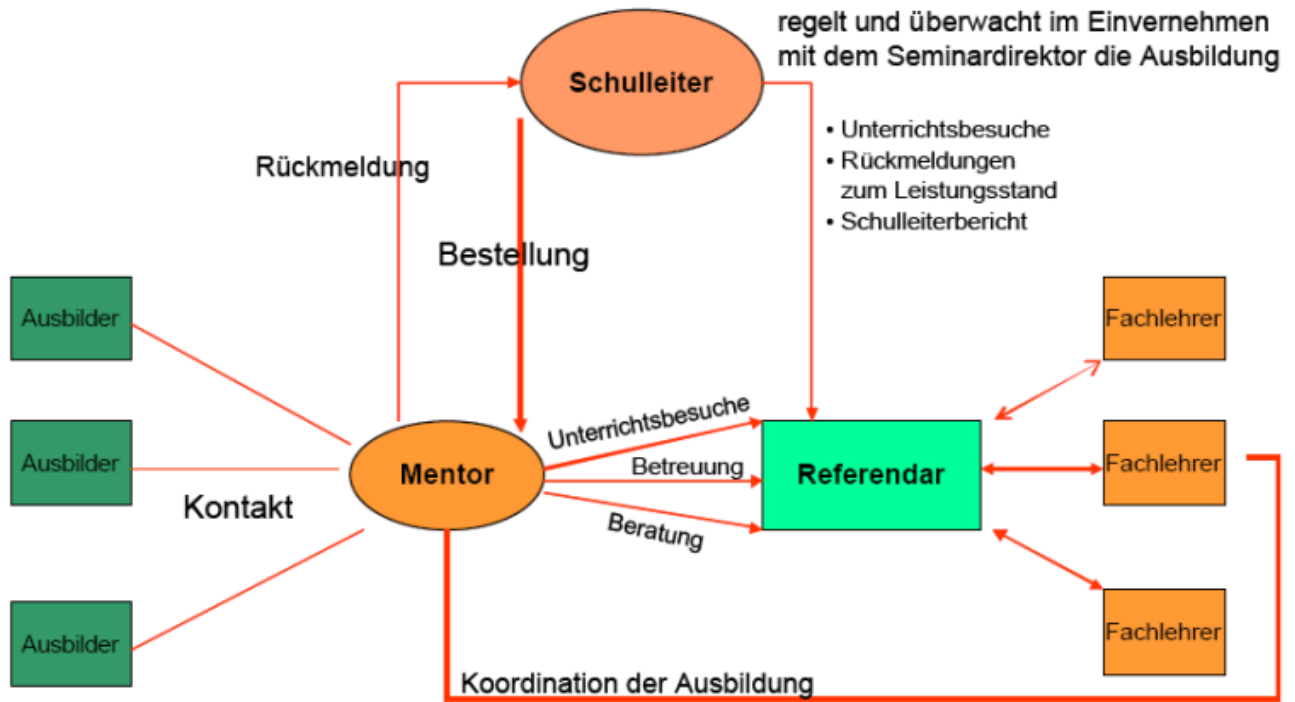 regelt und überwacht im Einvernehmen
mit dem Seminardirektor die Ausbildung
Schulleiter
• Unterrichtsbesuche
• Rückmeldungen
zum Leistungsstand
• Schulleiterbericht
Rückmeldung
Bestellung
Ausbilder
Ausbilder
Ausbilder
Kontakt
Mentor
Unterrichtsbesuche
Betreuung
Beratung
Referendar
Fachlehrer
Fachlehrer
Fachlehrer
Koordination der Ausbildung